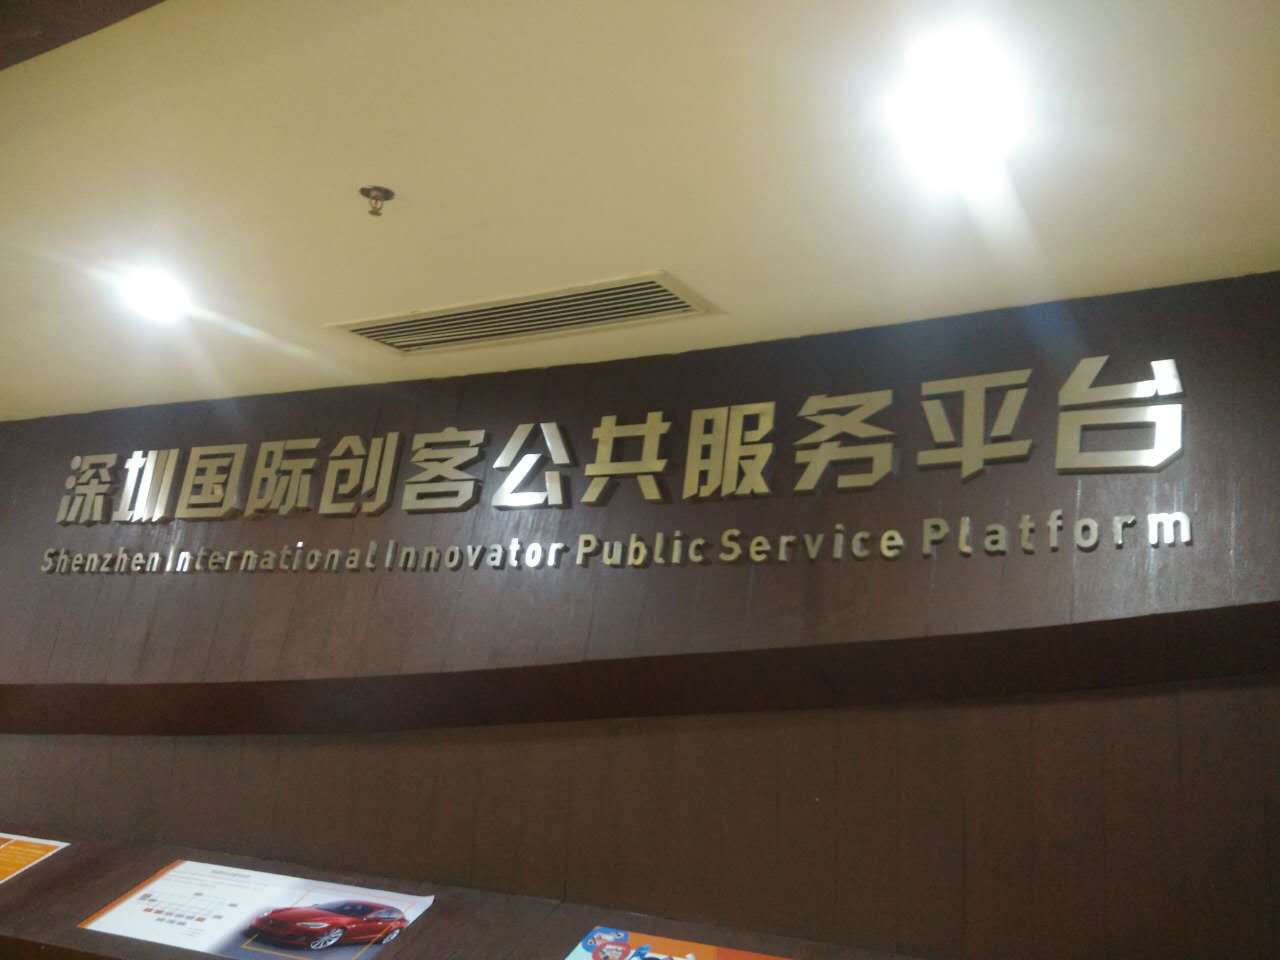 深圳国际创客公共服务平台
Shenzhen International Innovator Public Service Platform